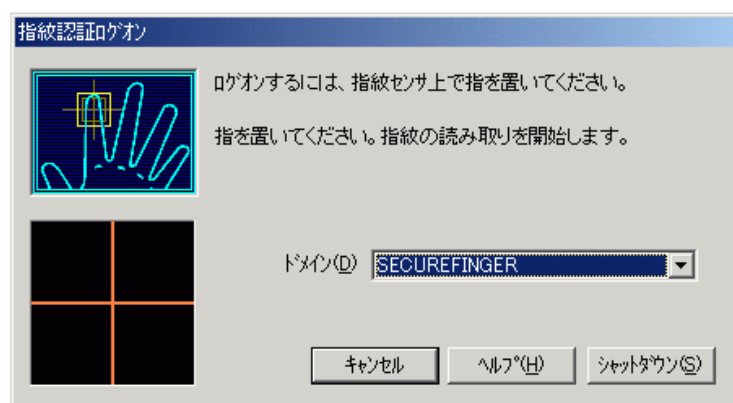 指紋認証ﾛｸﾞｵﾝ
ﾛｸﾞｵﾝするには、指紋ｾﾝｻ上で指を置いてください。
指を置いてください。指紋の読み取りを開始します。
ﾄﾞﾒｲﾝ(D) SECUREFINGER
ｷｬﾝｾﾙ ﾍﾙﾌﾟ(H) ｼｬｯﾄﾀﾞｳﾝ(S)